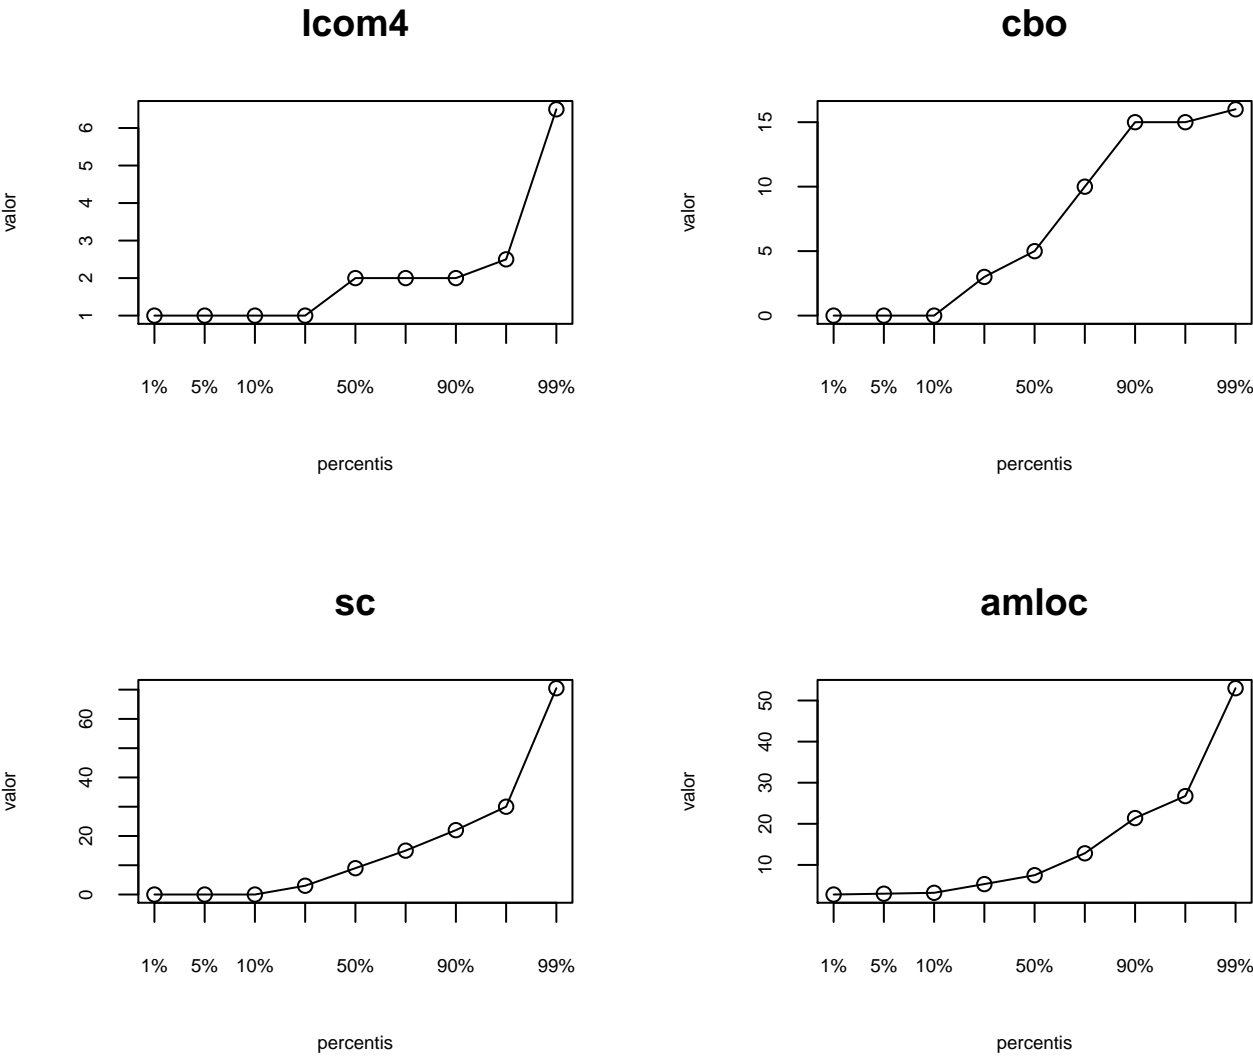 lcom4
valor
1 2 3 4 5 6
1% 5% 10% 50% 90% 99%
percentis
cbo
valor
0 5 10 15
1% 5% 10% 50% 90% 99%
percentis
sc
valor
0 20 40 60
1% 5% 10% 50% 90% 99%
percentis
amloc
valor
10 20 30 40 50
1% 5% 10% 50% 90% 99%
percentis